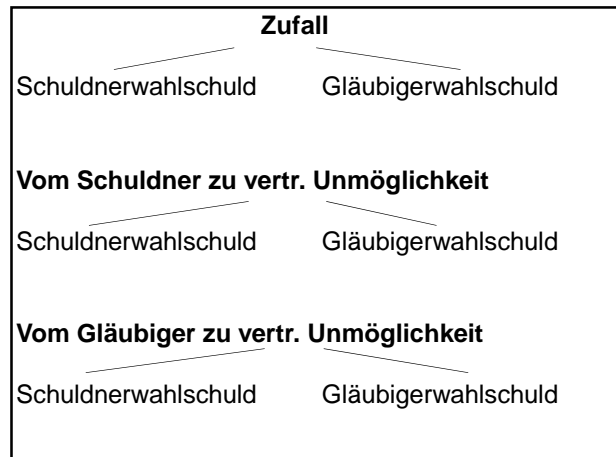 Zufall
Schuldnerwahlschuld Gläubigerwahlschuld
Vom Schuldner zu vertr. Unmöglichkeit
Schuldnerwahlschuld Gläubigerwahlschuld
Vom Gläubiger zu vertr. Unmöglichkeit
Schuldnerwahlschuld Gläubigerwahlschuld